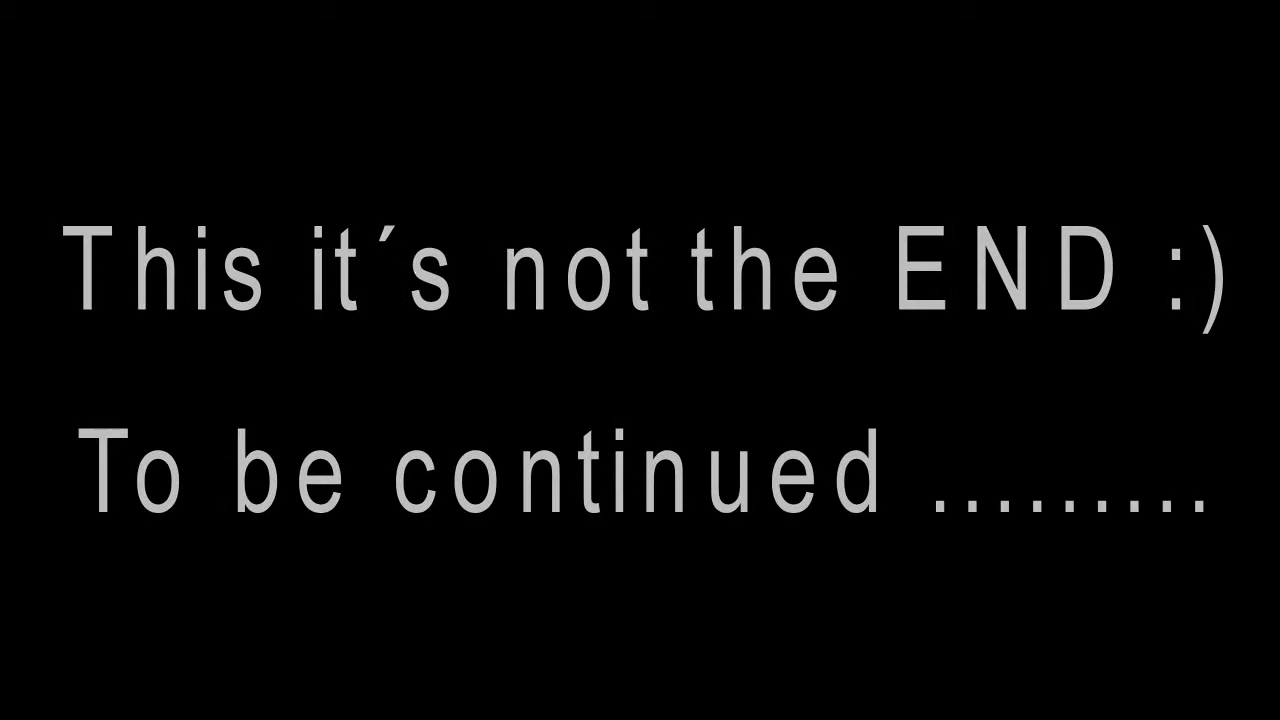 This it´s not the END :)
To be continued .........